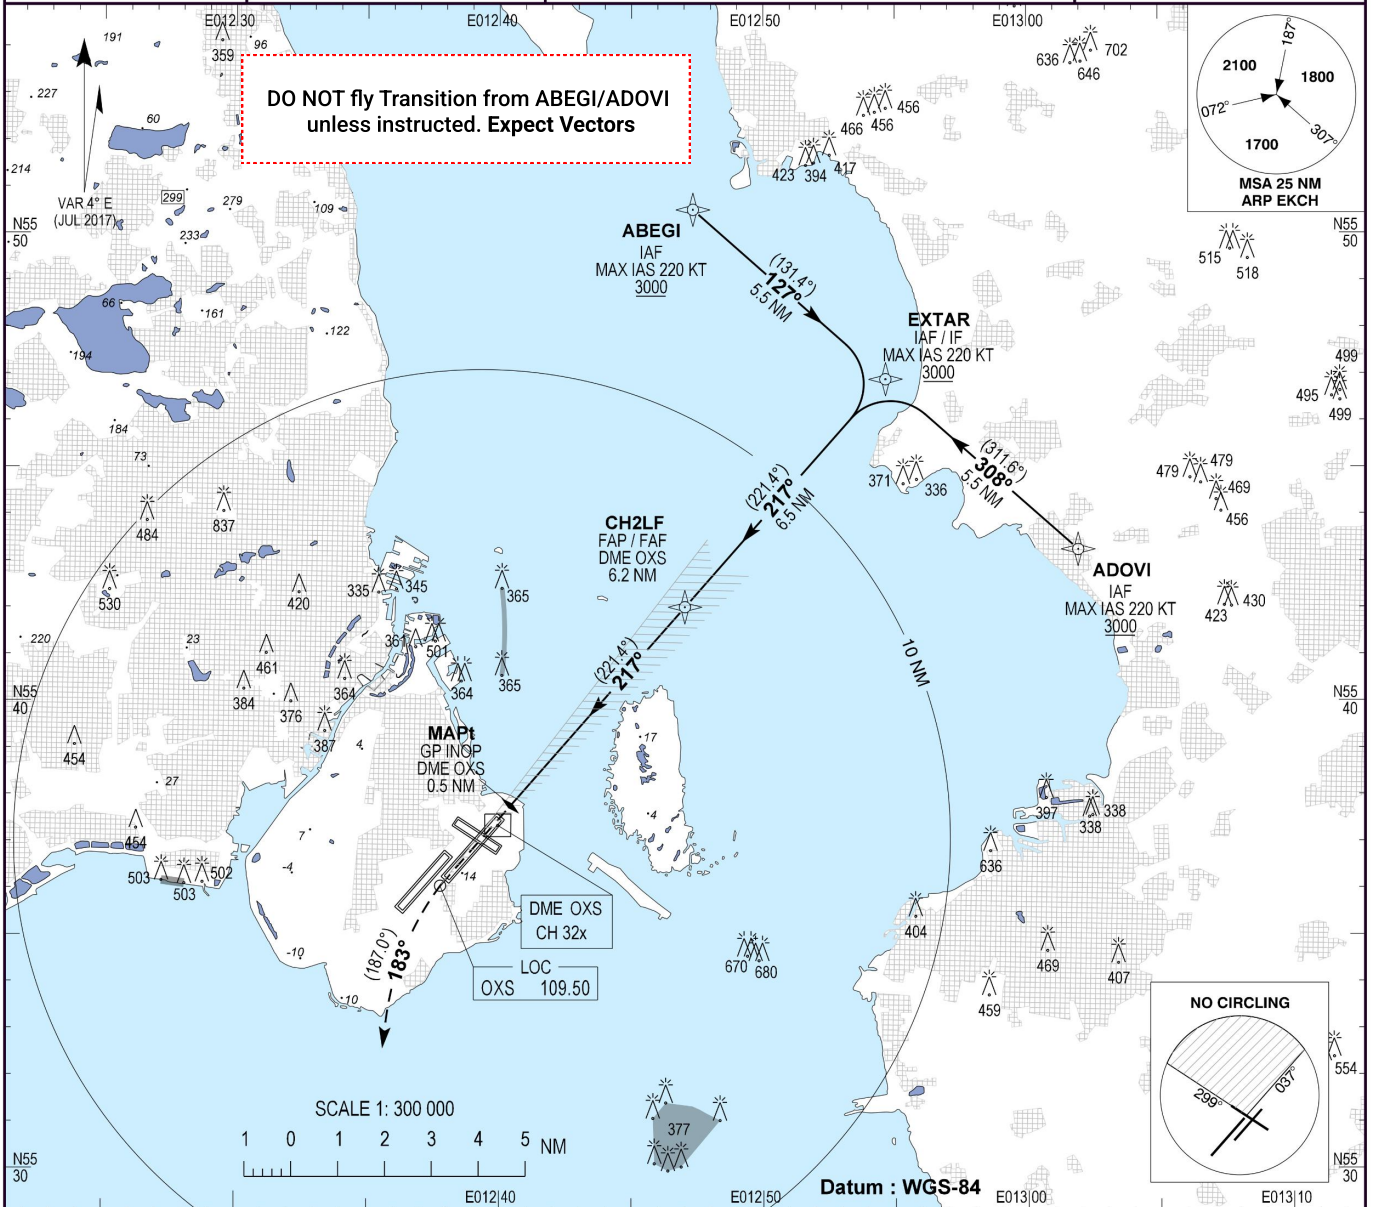 E012 30
E012 40
E012 50
E013 00
191
96
359
227
60
214
VAR 4° E
(JUL 2017)
299
279
109
233
N55
50
DO NOT fly Transition from ABEGI/ADOVI
unless instructed. Expect Vectors
636
646
702
466
456
456
423
394
417
187°
2100
1800
072°
307°
1700
MSA 25 NM
ARP EKCH
N55
50
515
518
ABEGI
IAF
MAX IAS 220 KT
3000
(131.4°)
127°
5.5 NM
EXTAR
IAF / IF
MAX IAS 220 KT
3000
66
161
122
194
184
73
499
495
499
371
336
(311.6°)
308°
5.5 NM
479
479
469
456
(221.4°)
217°
6.5 NM
484
837
CH2LF
FAP / FAF
DME OXS
6.2 NM
ADOVI
IAF
MAX IAS 220 KT
3000
423
430
530
420
335
345
365
220
23
461
361
501
10 NM
384
376
364
364
365
(221.4°)
217°
N55
40
N55
40
454
387
4
17
MAPt
GP INOP
DME OXS
0.5 NM
27
454
7
-4
4
14
397
338
338
636
503
503
502
DME OXS
CH 32x
404
670
680
469
407
459
-10
10
(187.0°)
183°
LOC
OXS 109.50
NO CIRCLING
299°
037°
554
SCALE 1: 300 000
1 0 1 2 3 4 5 NM
377
N55
30
N55
30
Datum : WGS-84
E012 30
E012 40
E012 50
E013 00
E013 10